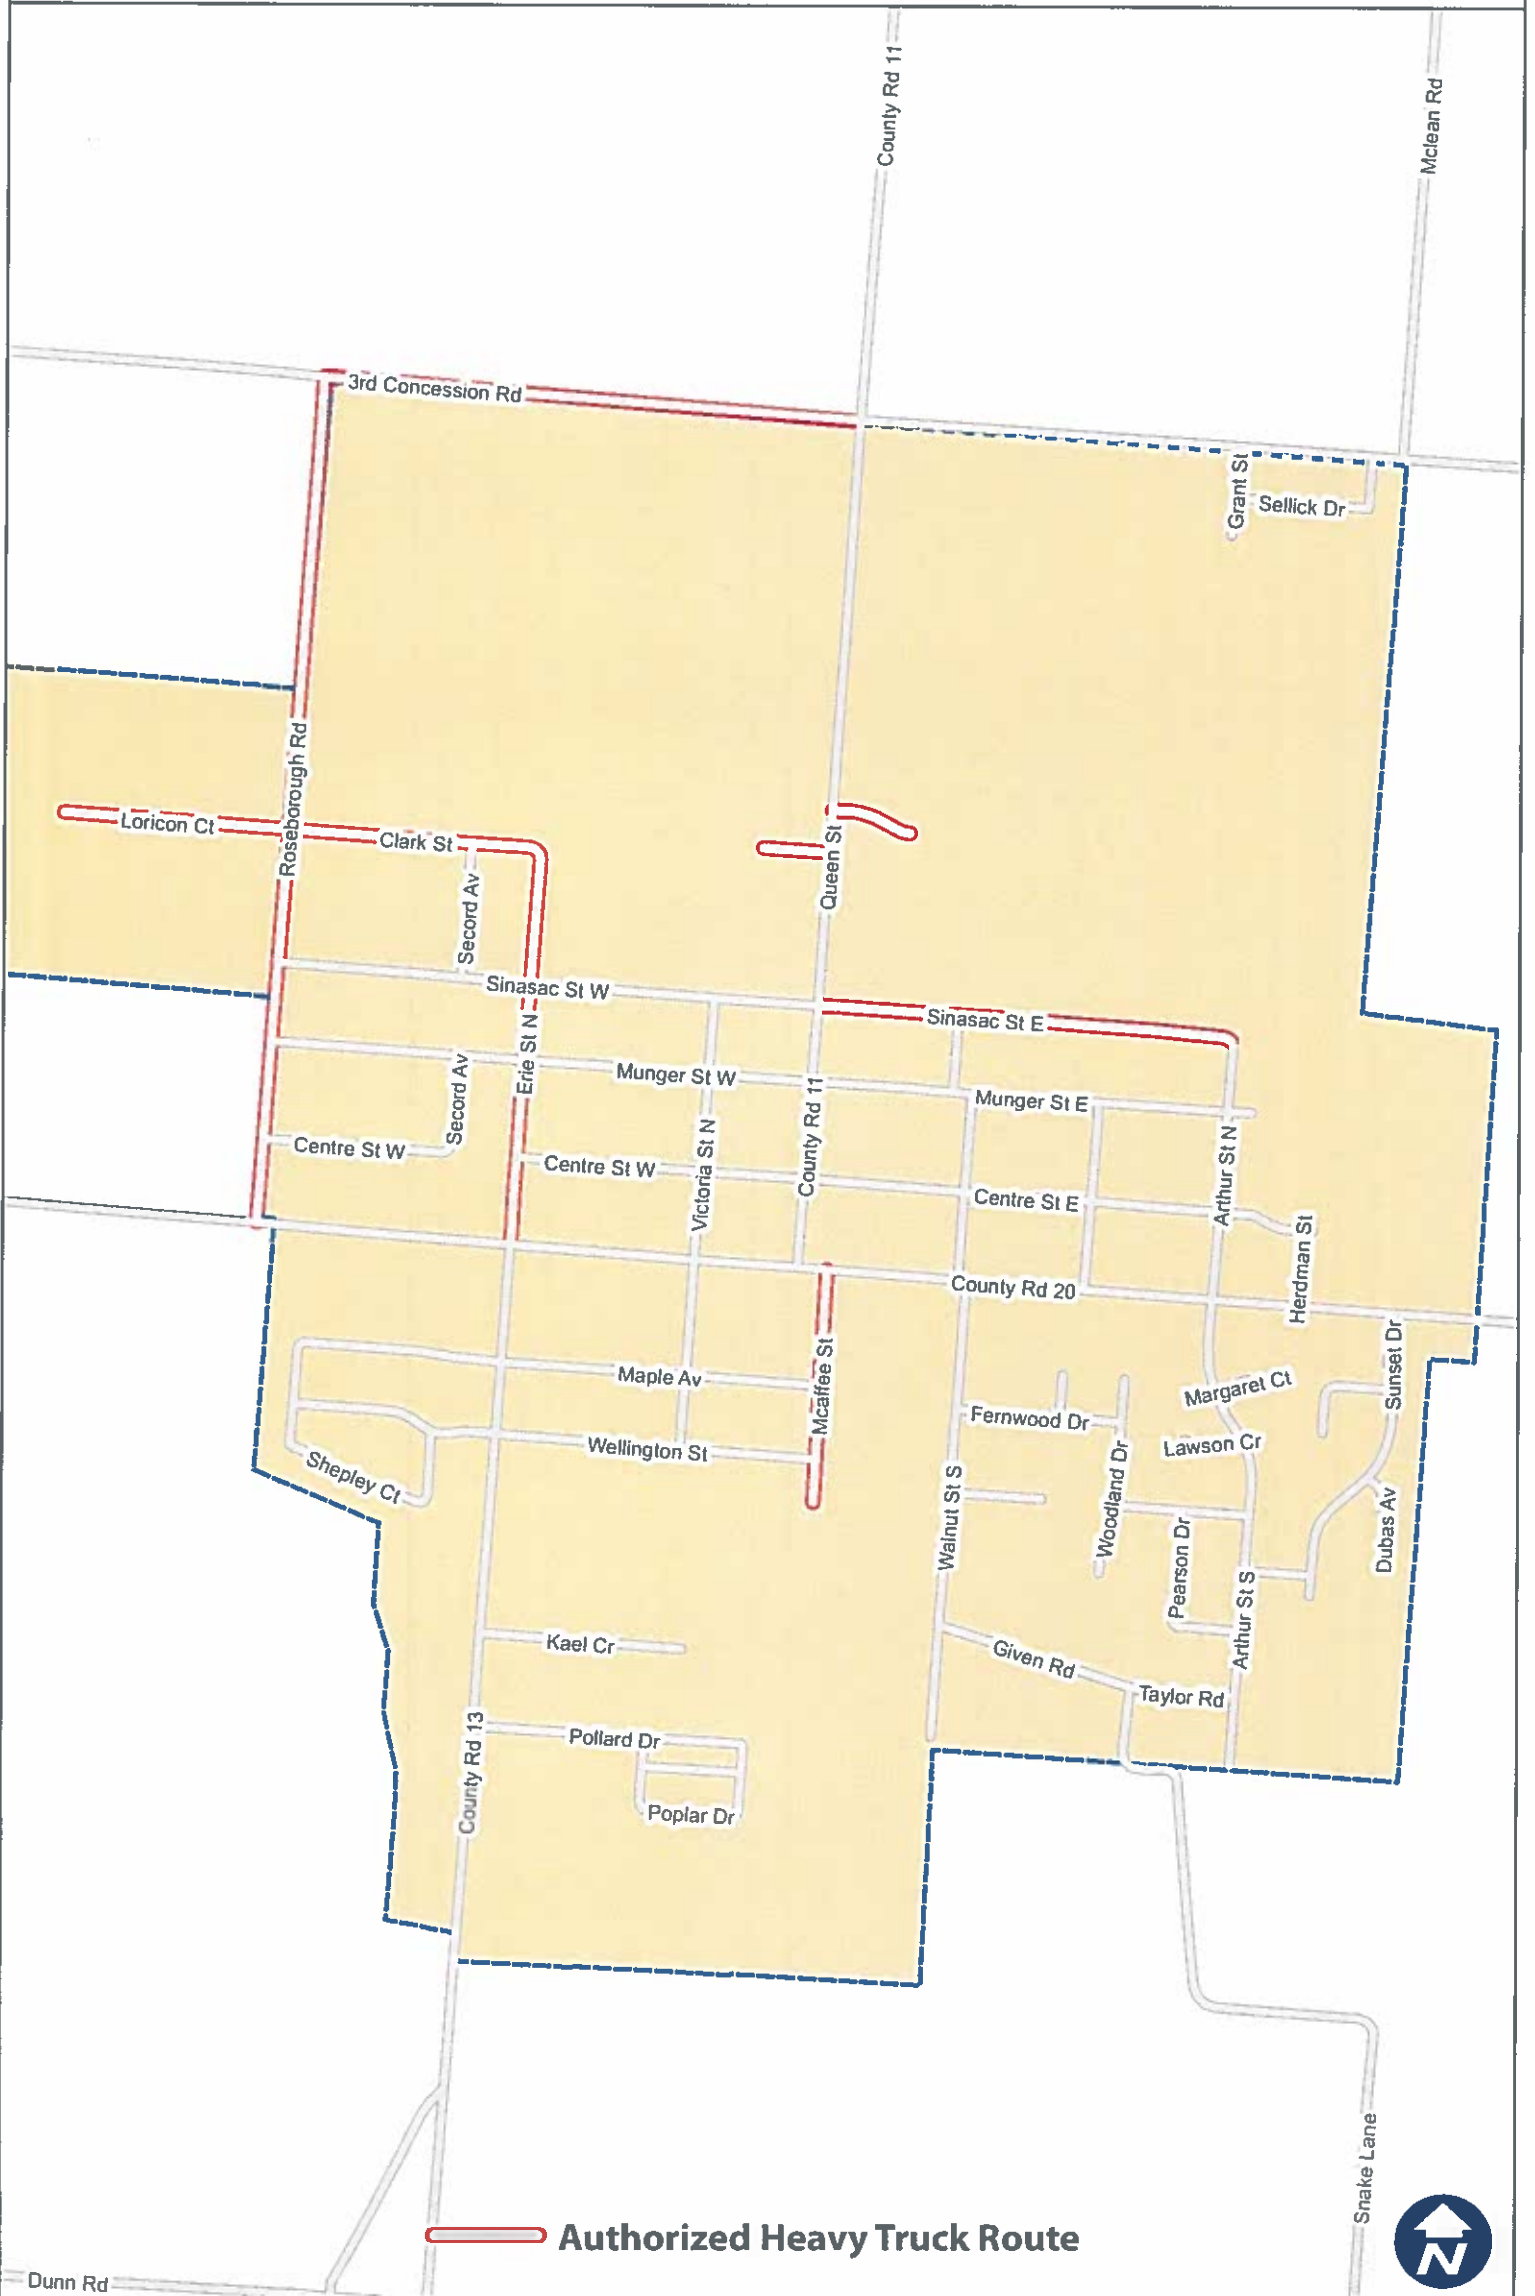 County Rd 11
Mclean Rd
3rd Concession Rd
Grant St
Sellick Dr
Roseborough Rd
Loricon Ct
Clark St
Queen St
Secord Av
Sinasac St W
Sinasac St E
Erie St N
Munger St W
Secord Av
County Rd 11
Munger St E
Centre St W
Centre St W
Victoria St N
Centre St E
Arthur St N
Herdman St
County Rd 20
Maple Av
Mcaffee St
Sunset Dr
Margaret Ct
Fernwood Dr
Lawson Cr
Wellington St
Shepley Ct
Walnut St S
Woodland Dr
Dubas Av
Pearson Dr
Arthur St S
Kael Cr
Given Rd
Taylor Rd
County Rd 13
Pollard Dr
Poplar Dr
Snake Lane
Authorized Heavy Truck Route
N
Dunn Rd